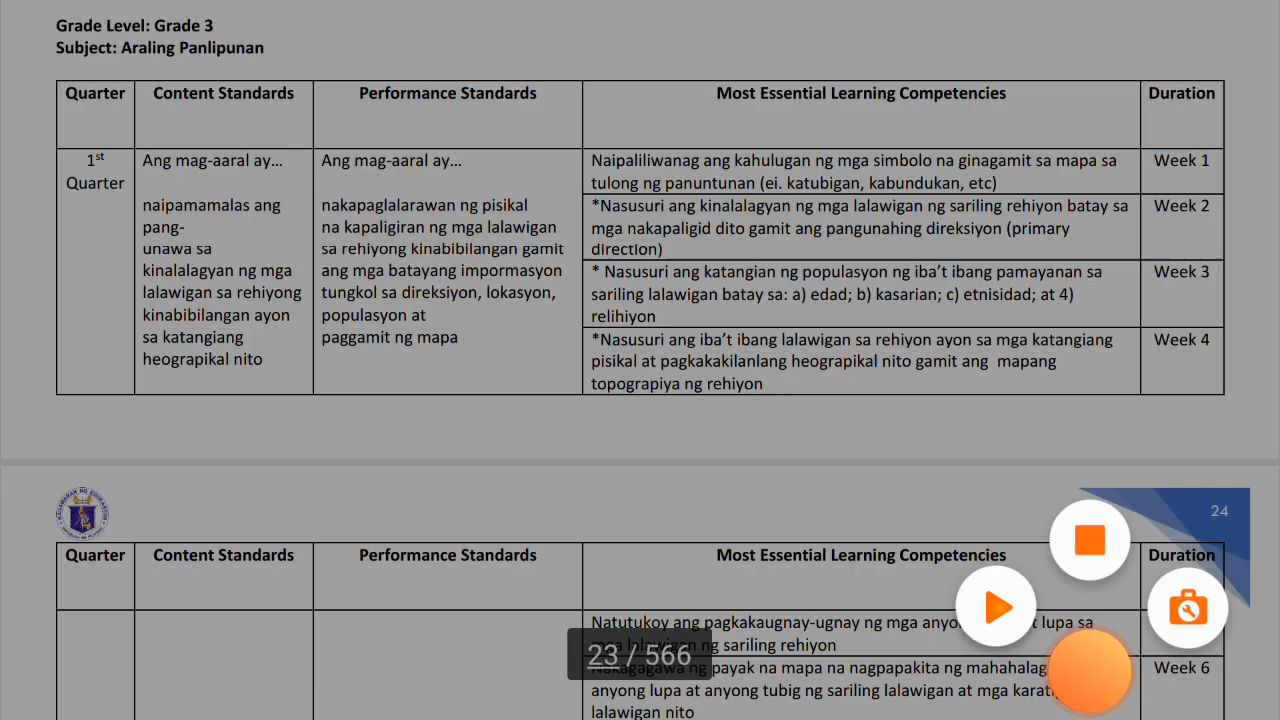 Grade Level: Grade 3
Subject: Araling Panlipunan
Quarter Content Standards Performance Standards Most Essential Learning Competencies Duration
1st Quarter
Ang mag-aaral ay…
naipamamalas ang
pang-
unawa sa
kinalalagyan ng mga
lalawigan sa rehiyong
kinabibilangan ayon
sa katangiang
heograpikal nito
Ang mag-aaral ay…
nakapaglalarawan ng pisikal
na kapaligiran ng mga lalawigan
sa rehiyong kinabibilangan gamit
ang mga batayang impormasyon
tungkol sa direksiyon, lokasyon,
populasyon at
paggamit ng mapa
Naipaliliwanag ang kahulugan ng mga simbolo na ginagamit sa mapa sa
tulong ng panuntunan (ei. katubigan, kabundukan, etc)
Week 1
*Nasusuri ang kinalalagyan ng mga lalawigan ng sariling rehiyon batay sa
mga nakapaligid dito gamit ang pangunahing direksiyon (primary
direction)
Week 2
* Nasusuri ang katangian ng populasyon ng iba’t ibang pamayanan sa
sariling lalawigan batay sa: a) edad; b) kasarian; c) etnisidad; at 4)
relihiyon
Week 3
*Nasusuri ang iba’t ibang lalawigan sa rehiyon ayon sa mga katangiang
pisikal at pagkakakilanlang heograpikal nito gamit ang mapang
topograpiya ng rehiyon
Week 4
24
Quarter Content Standards Performance Standards Most Essential Learning Competencies Duration
Natutukoy ang pagkakaugnay-ugnay ng mga lupa sa
mga lalawigan ng sariling rehiyon
Nakagagawa ng payak na mapa na nagpapakita ng
anyong lupa at anyong tubig ng sariling lalawigan at mga
lalawigan nito
Week 6
23 / 566